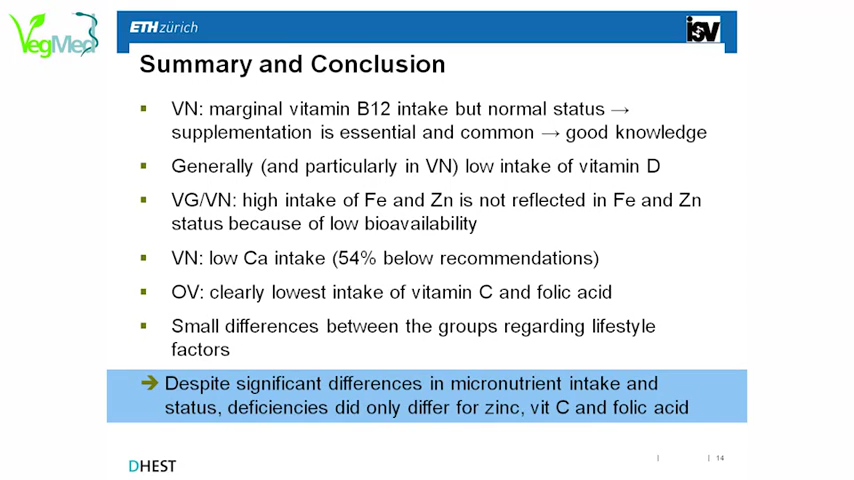 VegMed
ETH zürich
isv
Summary and Conclusion
VN: marginal vitamin B12 intake but normal status →
supplementation is essential and common → good knowledge
Generally (and particularly in VN) low intake of vitamin D
VG/VN: high intake of Fe and Zn is not reflected in Fe and Zn
status because of low bioavailability
VN: low Ca intake (54% below recommendations)
OV: clearly lowest intake of vitamin C and folic acid
Small differences between the groups regarding lifestyle
factors
➔ Despite significant differences in micronutrient intake and
status, deficiencies did only differ for zinc, vit C and folic acid
DHEST
| | 14